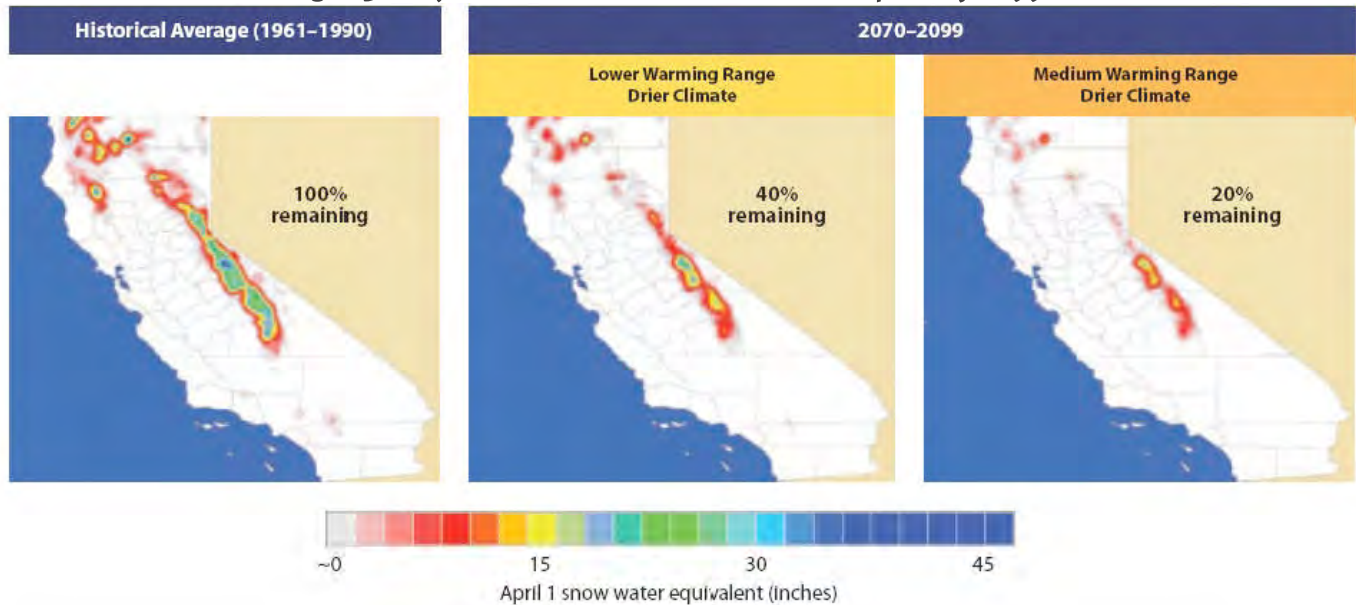 Historical Average (1961–1990)
2070–2099
Lower Warming Range
Drier Climate
Medium Warming Range
Drier Climate
100%
remaining
40%
remaining
20%
remaining
~0
15
30
45
April 1 snow water equivalent (inches)